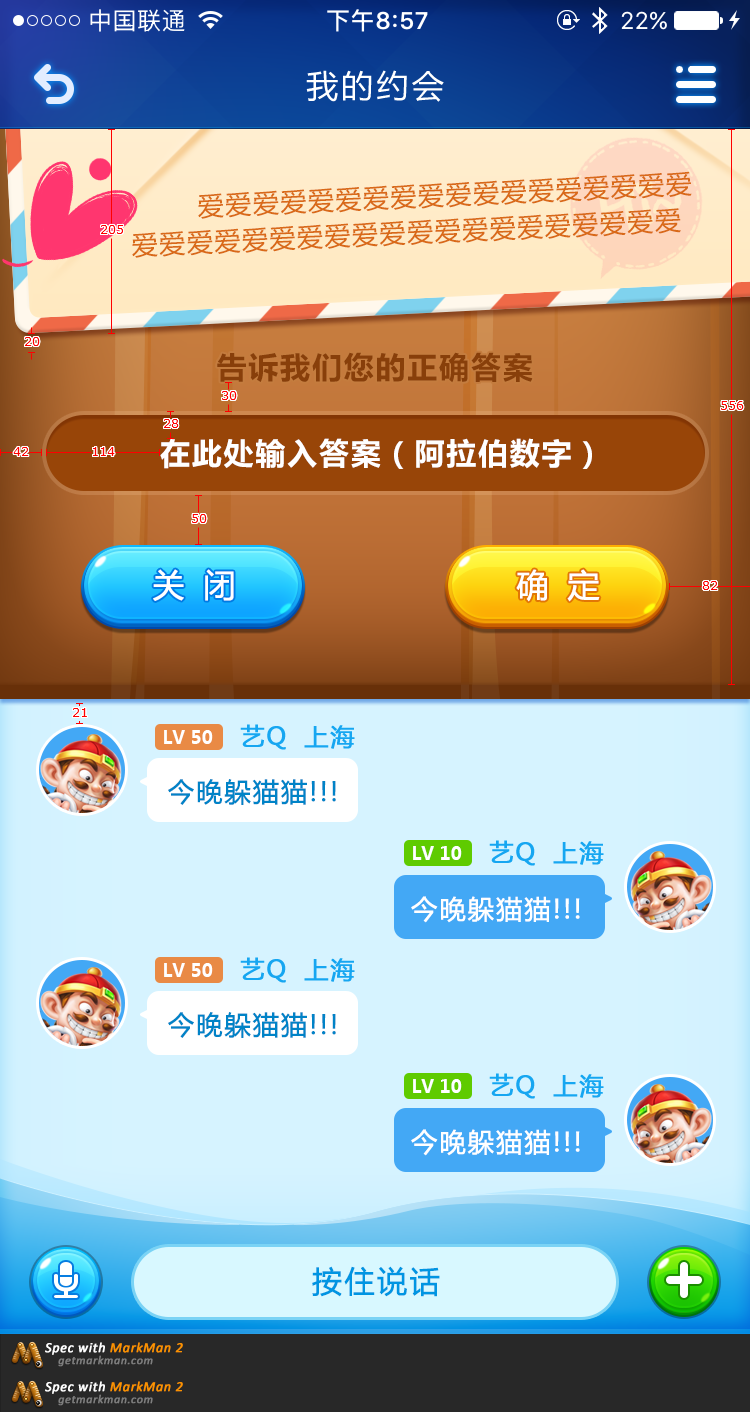 中国联通 下午8:57 22%
我的约会
爱爱爱爱爱爱爱爱爱爱爱爱爱爱爱爱爱爱
爱爱爱爱爱爱爱爱爱爱爱爱爱爱爱爱爱爱爱爱
205
20
告诉我们您的正确答案
30
556
28
42 114 在此处输入答案(阿拉伯数字)
50
关闭 确定 82
21
LV 50 艺Q 上海
今晚躲猫猫!!!
LV 10 艺Q 上海
今晚躲猫猫!!!
LV 50 艺Q 上海
今晚躲猫猫!!!
LV 10 艺Q 上海
今晚躲猫猫!!!
按住说话
Spec with MarkMan 2
getmarkman.com
Spec with MarkMan 2
getmarkman.com